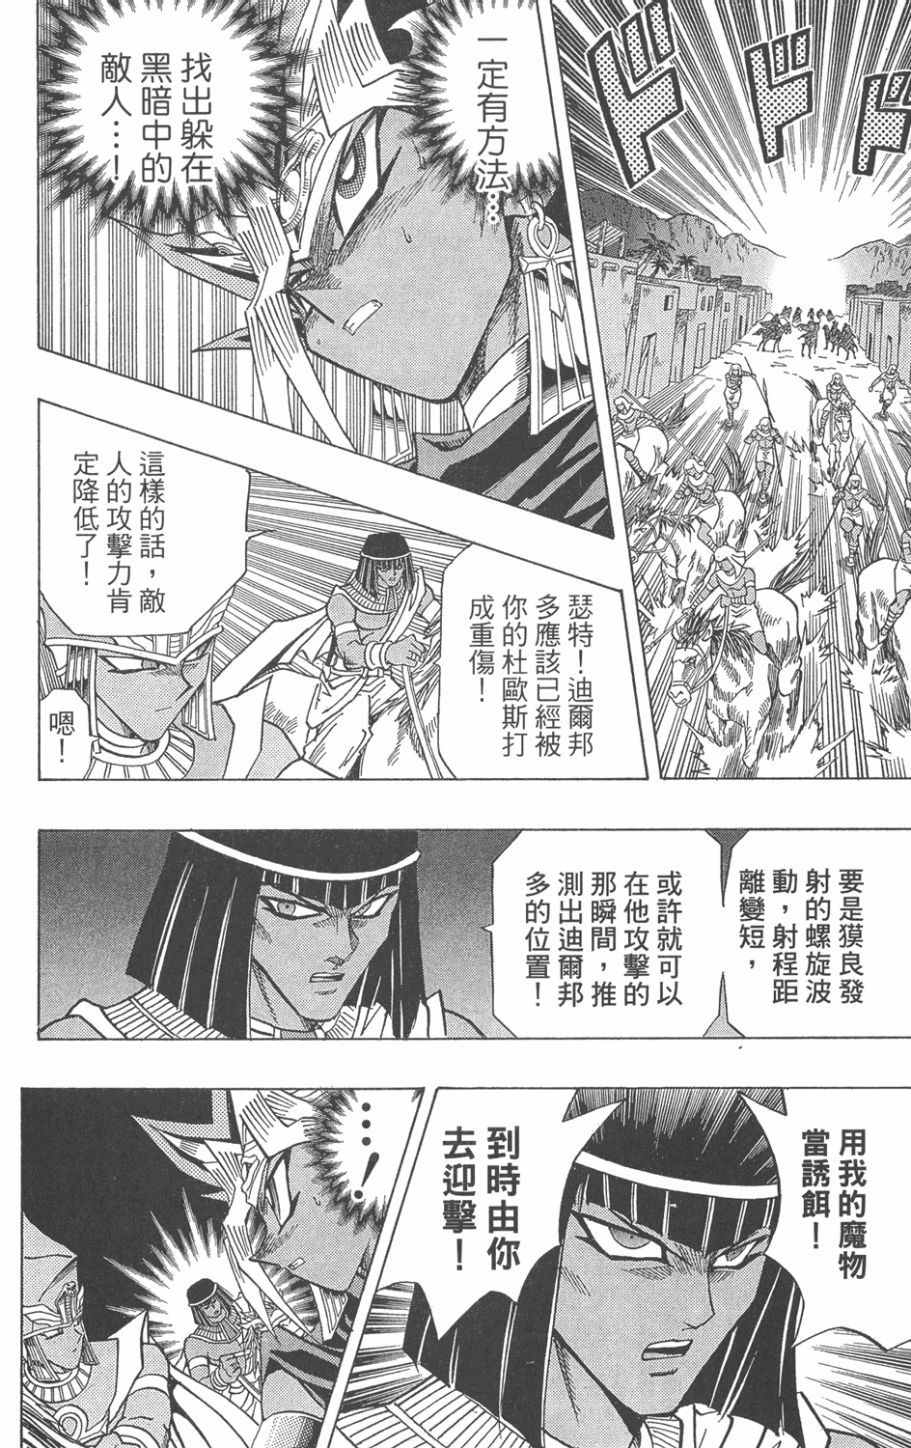 ドドド
一定有方法…
找出躲在
黑暗中的
敵人…！
瑟特！迪爾邦
多應該已經被
你的杜歐斯打
成重傷！
這樣的話，敵
人的攻擊力肯
定降低了！
嗯！
要是獏良發
射的螺旋波
動，射程距
離變短，
或許就可以
在他攻擊的
那瞬間，推
測出迪爾邦
多的位置！
用我的魔物
當誘餌！
到時由你
去迎擊！
…！